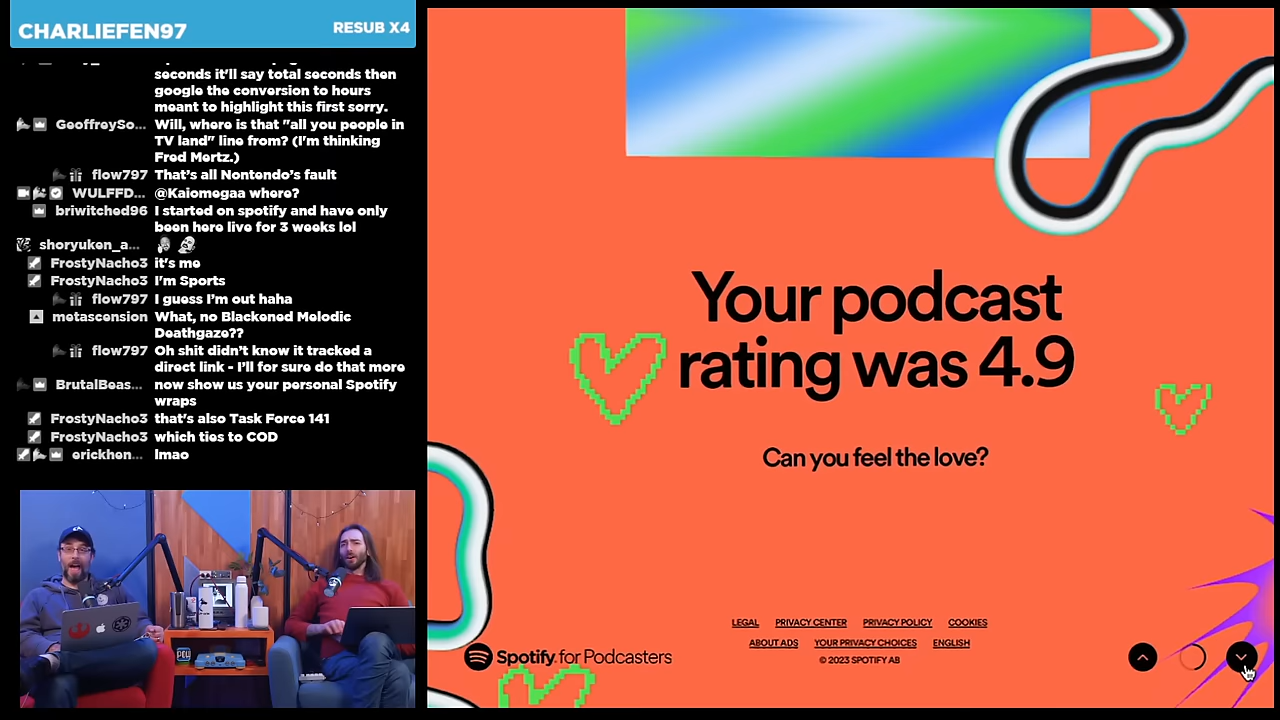 CHARLIEFEN97
RESUB X4
seconds it'll say total seconds then
google the conversion to hours
meant to highlight this first sorry.
GeoffreySo... Will, where is that "all you people in
TV land" line from? (I'm thinking
Fred Mertz.)
flow797 That's all Nontendo's fault
WULFFD... @Kaiomegaa where?
briwitched96 I started on spotify and have only
been here live for 3 weeks lol
shoryuken_a...
FrostyNacho3 it's me
FrostyNacho3 I'm Sports
flow797 I guess I'm out haha
metascension What, no Blackened Melodic
Deathgaze??
flow797 Oh shit didn't know it tracked a
direct link - I'll for sure do that more
BrutalBeas... now show us your personal Spotify
wraps
FrostyNacho3 that's also Task Force 141
FrostyNacho3 which ties to COD
erickhen... lmao
Your podcast
rating was 4.9
Can you feel the love?
LEGAL PRIVACY CENTER PRIVACY POLICY COOKIES
ABOUT ADS YOUR PRIVACY CHOICES ENGLISH
© 2023 SPOTIFY AB
Spotify for Podcasters